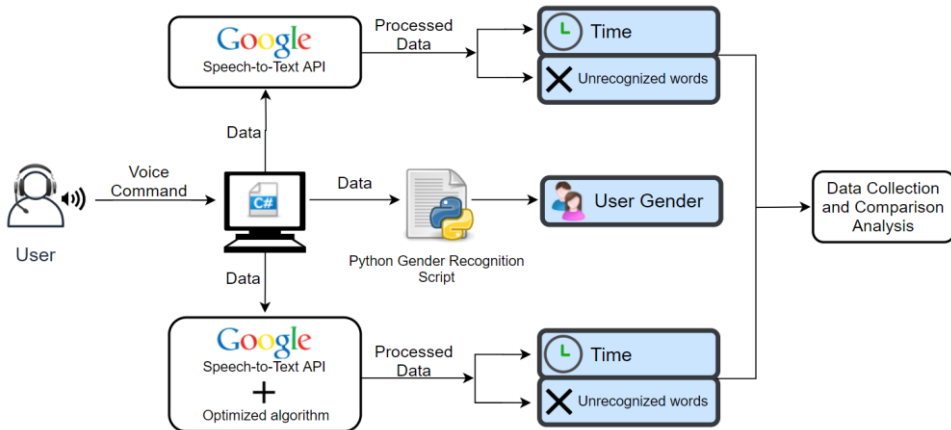 Google
Speech-to-Text API
Processed
Data
Time
Unrecognized words
Data
User
Voice
Command
C#
Data
Python Gender Recognition
Script
User Gender
Data Collection
and Comparison
Analysis
Data
Google
Speech-to-Text API
+
Optimized algorithm
Processed
Data
Time
Unrecognized words